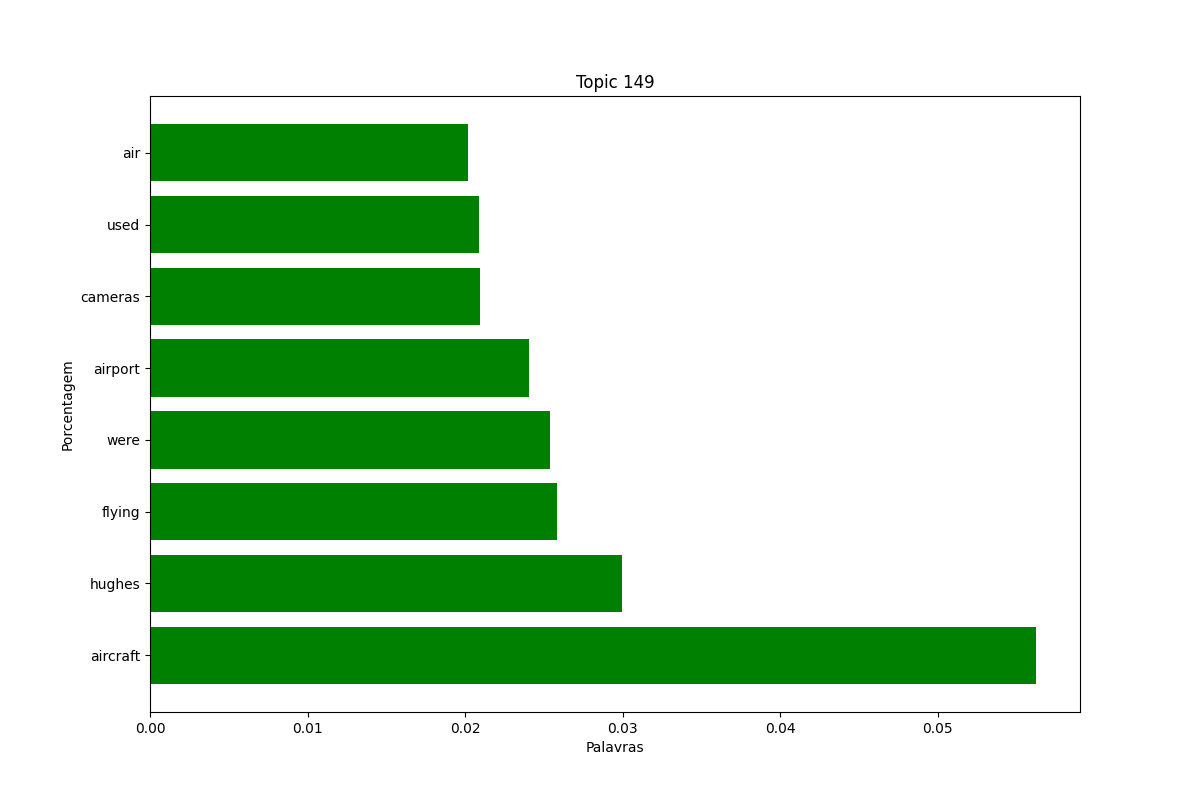 Topic 149
air
used
cameras
airport
were
flying
hughes
aircraft
Porcentagem
0.00 0.01 0.02 0.03 0.04 0.05
Palavras